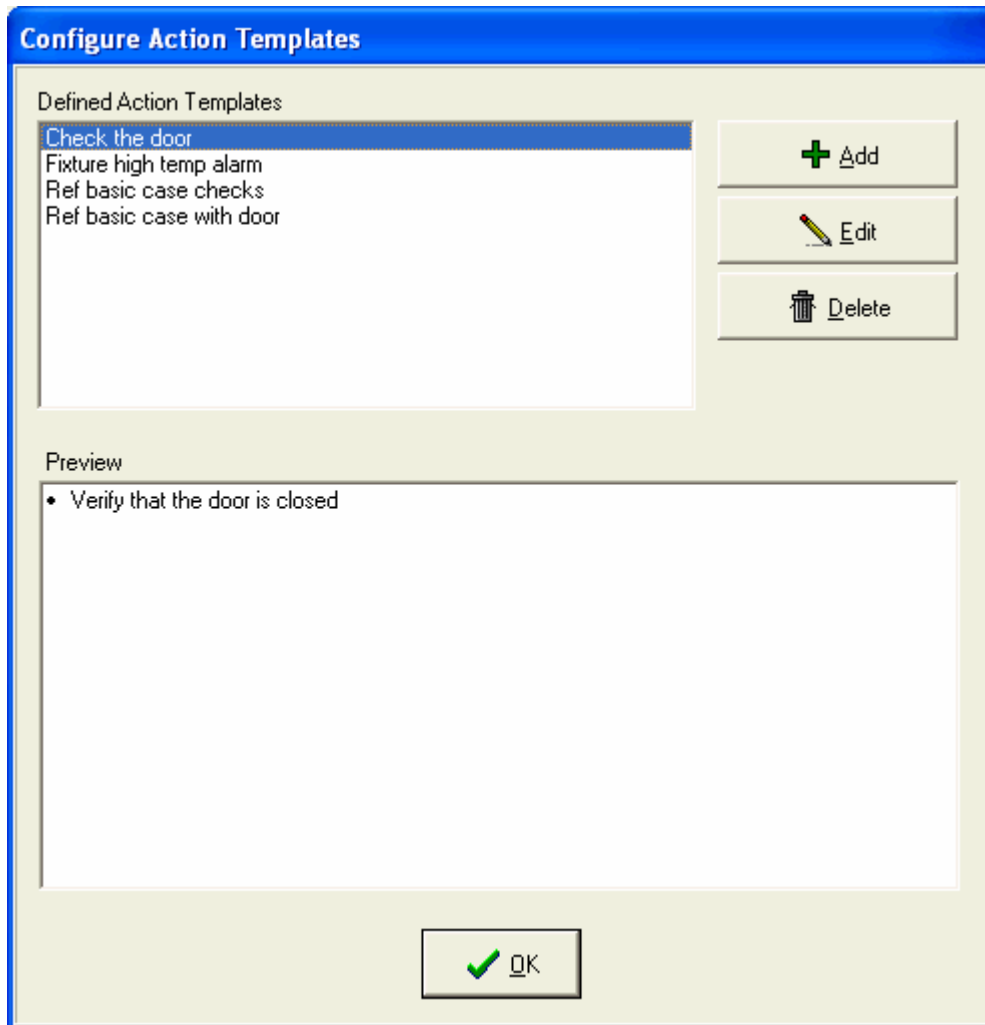 Configure Action Templates
Defined Action Templates
Check the door
Fixture high temp alarm
Ref basic case checks
Ref basic case with door
Add
Edit
Delete
Preview
• Verify that the door is closed
OK